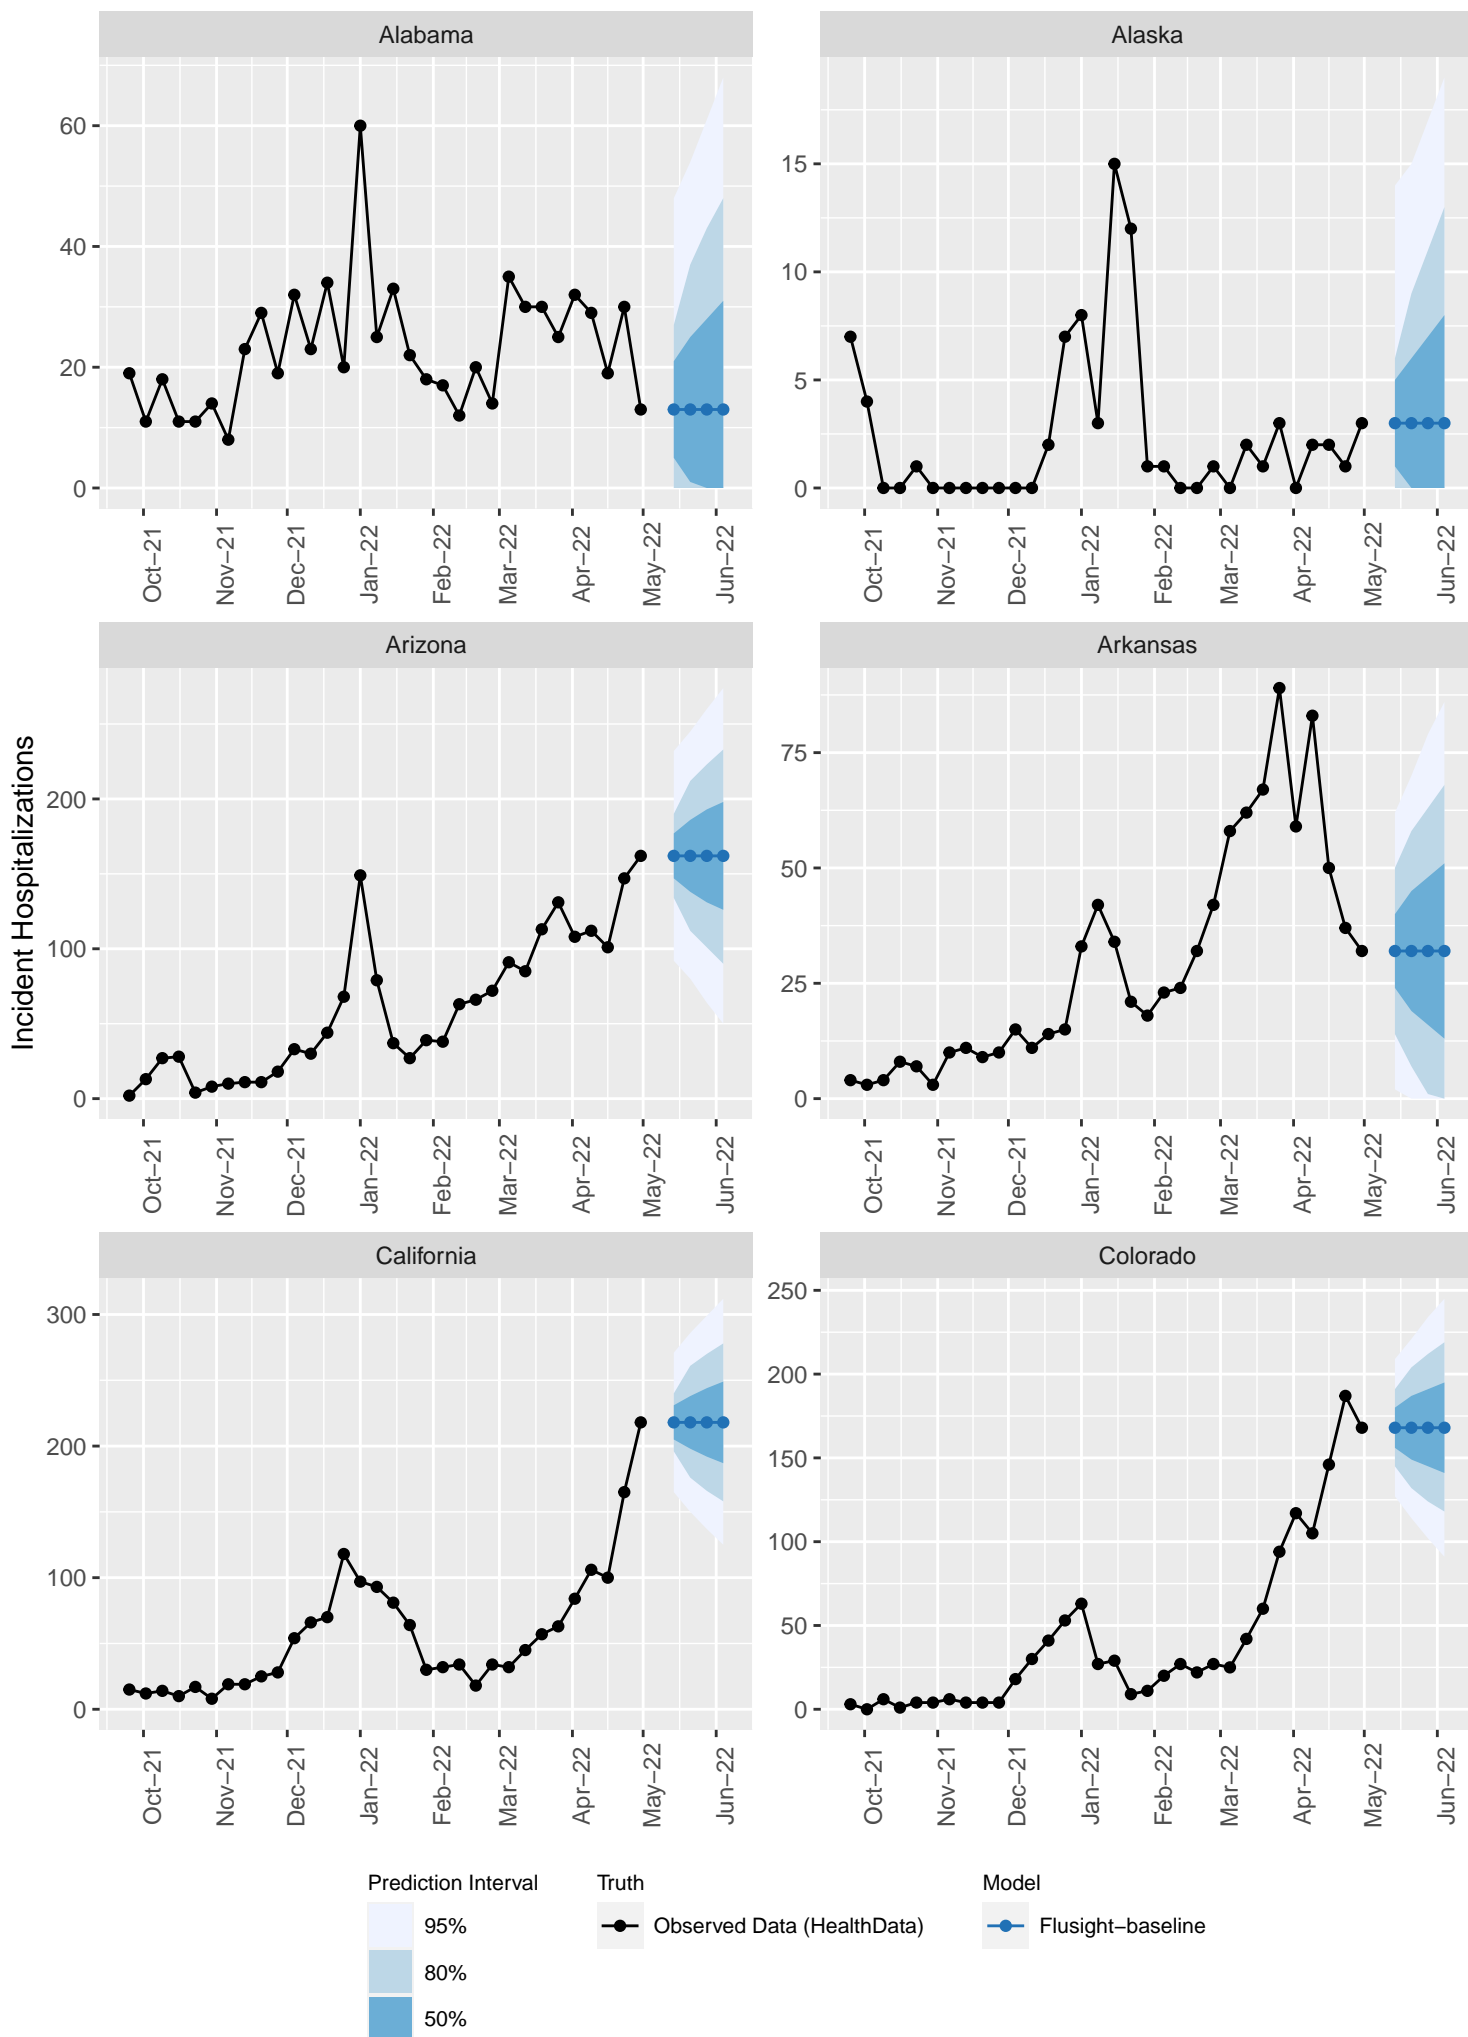 Alabama
Alaska
60
40
20
0
15
10
5
0
Oct−21
Nov−21
Dec−21
Jan−22
Feb−22
Mar−22
Apr−22
May−22
Jun−22
Oct−21
Nov−21
Dec−21
Jan−22
Feb−22
Mar−22
Apr−22
May−22
Jun−22
Incident Hospitalizations
Arizona
Arkansas
200
100
0
75
50
25
0
Oct−21
Nov−21
Dec−21
Jan−22
Feb−22
Mar−22
Apr−22
May−22
Jun−22
Oct−21
Nov−21
Dec−21
Jan−22
Feb−22
Mar−22
Apr−22
May−22
Jun−22
California
Colorado
300
200
100
0
250
200
150
100
50
0
Oct−21
Nov−21
Dec−21
Jan−22
Feb−22
Mar−22
Apr−22
May−22
Jun−22
Oct−21
Nov−21
Dec−21
Jan−22
Feb−22
Mar−22
Apr−22
May−22
Jun−22
Prediction Interval
95%
80%
50%
Truth
Observed Data (HealthData)
Model
Flusight−baseline